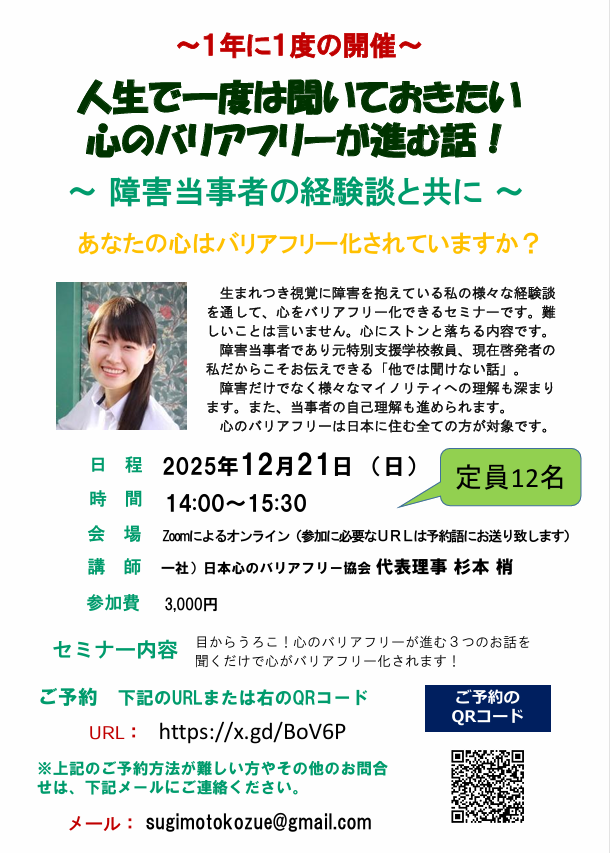 ～1年に1度の開催～
人生で一度は聞いておきたい
心のバリアフリーが進む話！
～ 障害当事者の経験談と共に ～
あなたの心はバリアフリー化されていますか？
生まれつき視覚に障害を抱えている私の様々な経験談
を通して、心をバリアフリー化できるセミナーです。難
しいことは言いません。心にストンと落ちる内容です。
障害当事者であり元特別支援学校教員、現在啓発者の
私だからこそお伝えできる「他では聞けない話」。
障害だけでなく様々なマイノリティへの理解も深まり
ます。また、当事者の自己理解も進められます。
心のバリアフリーは日本に住む全ての方が対象です。
日 程 2025年12月21日（日）
定員12名
時 間 14:00～15:30
会 場 Zoomによるオンライン（参加に必要なＵＲＬは予約語にお送り致します）
講 師 一社）日本心のバリアフリー協会 代表理事 杉本 梢
参加費 3,000円
セミナー内容 目からうろこ！心のバリアフリーが進む３つのお話を
聞くだけで心がバリアフリー化されます！
ご予約 下記のURLまたは右のQRコード
ご予約の
QRコード
URL： https://x.gd/BoV6P
※上記のご予約方法が難しい方やその他のお問合
せは、下記メールにご連絡ください。
メール： sugimotokozue@gmail.com